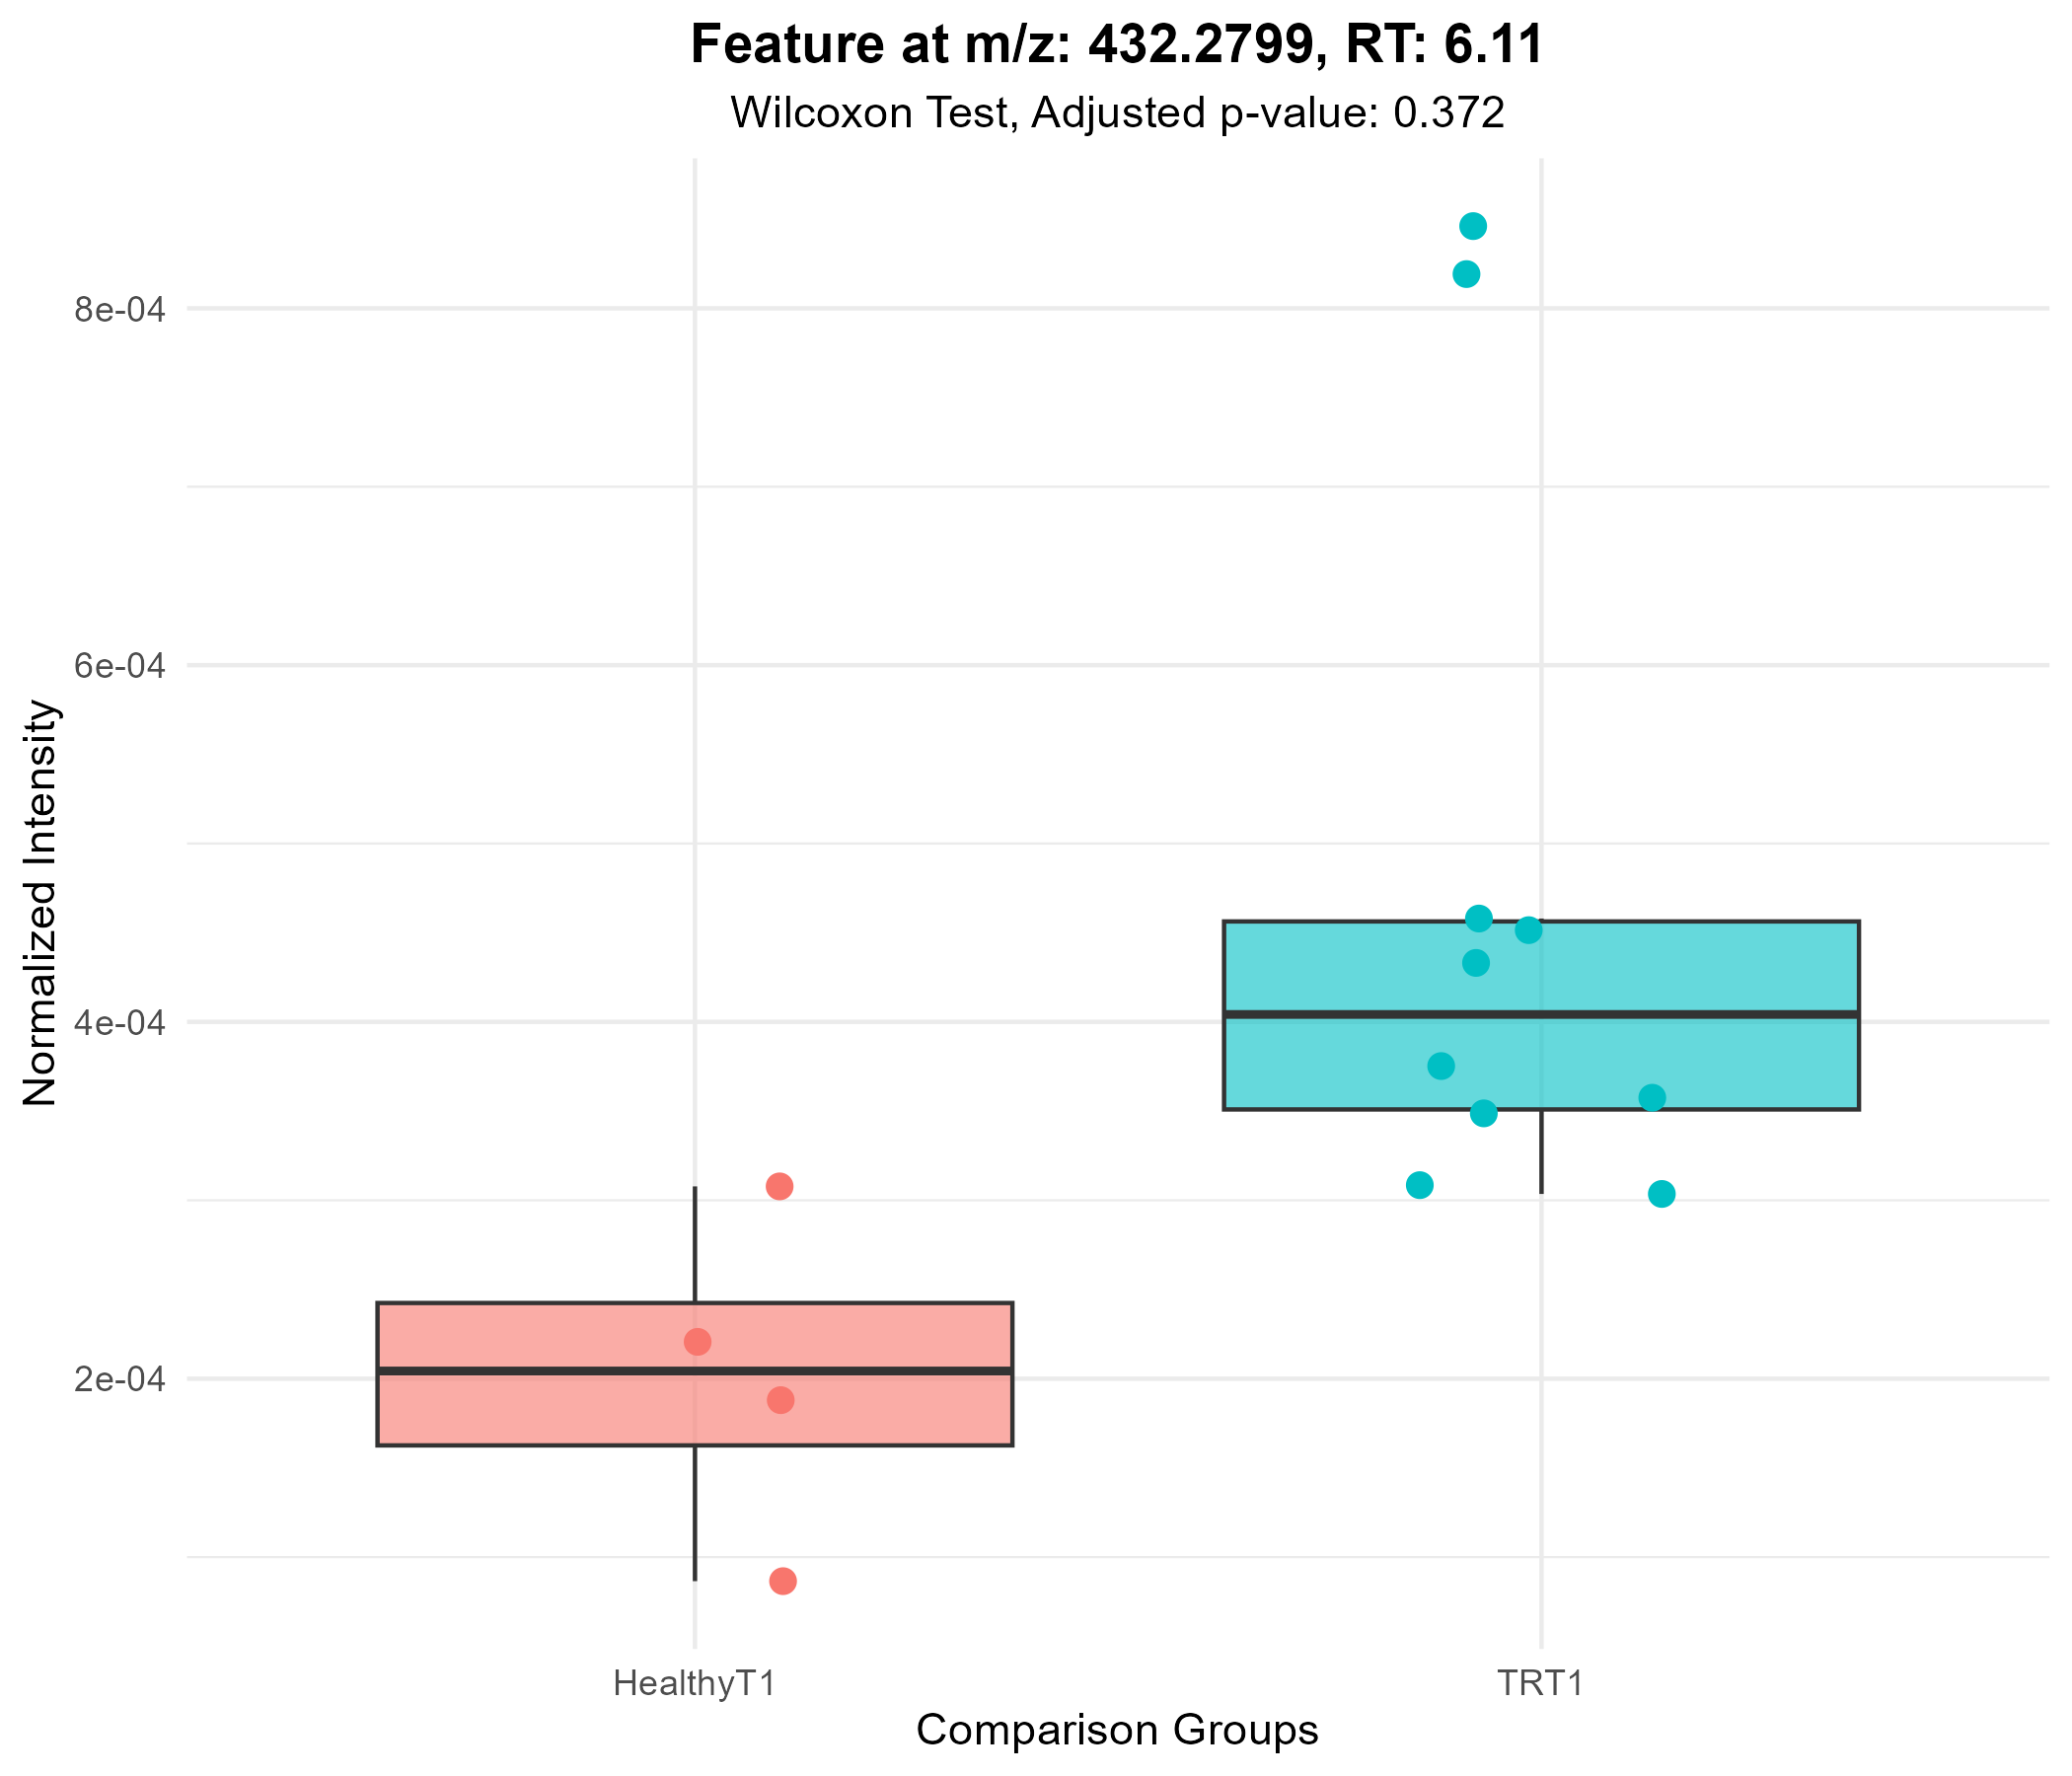 Feature at m/z: 432.2799, RT: 6.11
Wilcoxon Test, Adjusted p-value: 0.372
Normalized Intensity
8e-04
6e-04
4e-04
2e-04
HealthyT1
TRT1
Comparison Groups